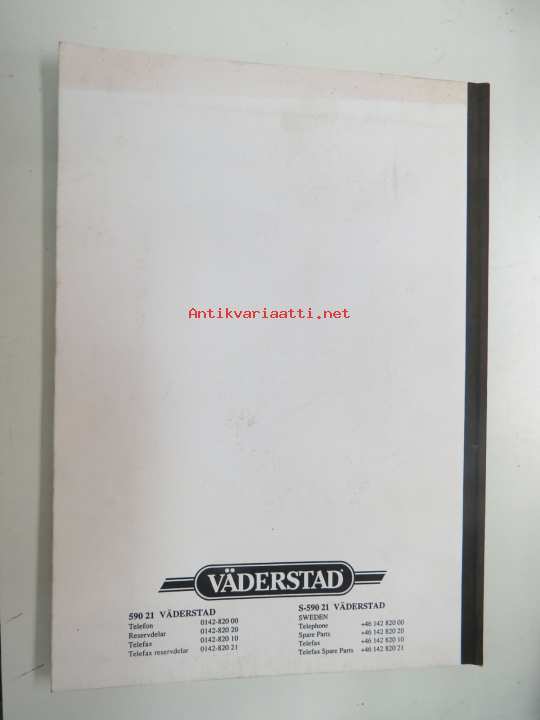 Antikvariaatti.net
VÄDERSTAD
590 21 VÄDERSTAD
Telefon 0142-820 00
Reservdelar 0142-820 20
Telefax 0142-820 10
Telefax reservdelar 0142-820 21
S-590 21 VÄDERSTAD
SWEDEN
Telephone +46 142 820 00
Spare Parts +46 142 820 20
Telefax +46 142 820 10
Telefax Spare Parts +46 142 820 21